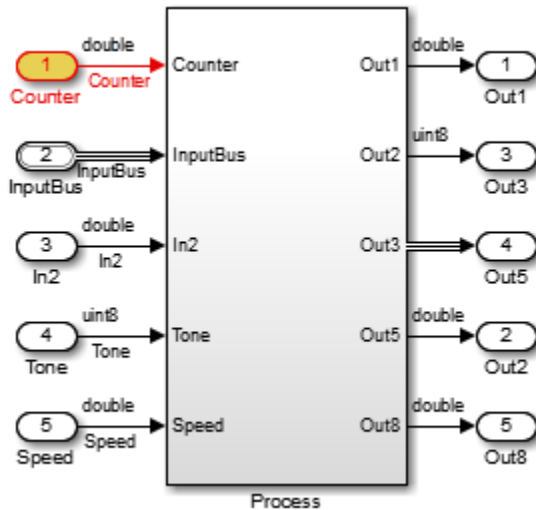 double
1
Counter
Counter
Counter
Out1
double
1
Out1
2
InputBus
InputBus
InputBus
Out2
uint8
3
Out3
double
3
In2
In2
In2
Out3
4
Out5
uint8
4
Tone
Tone
Tone
Out5
double
2
Out2
double
5
Speed
Speed
Speed
Out8
double
5
Out8
Process